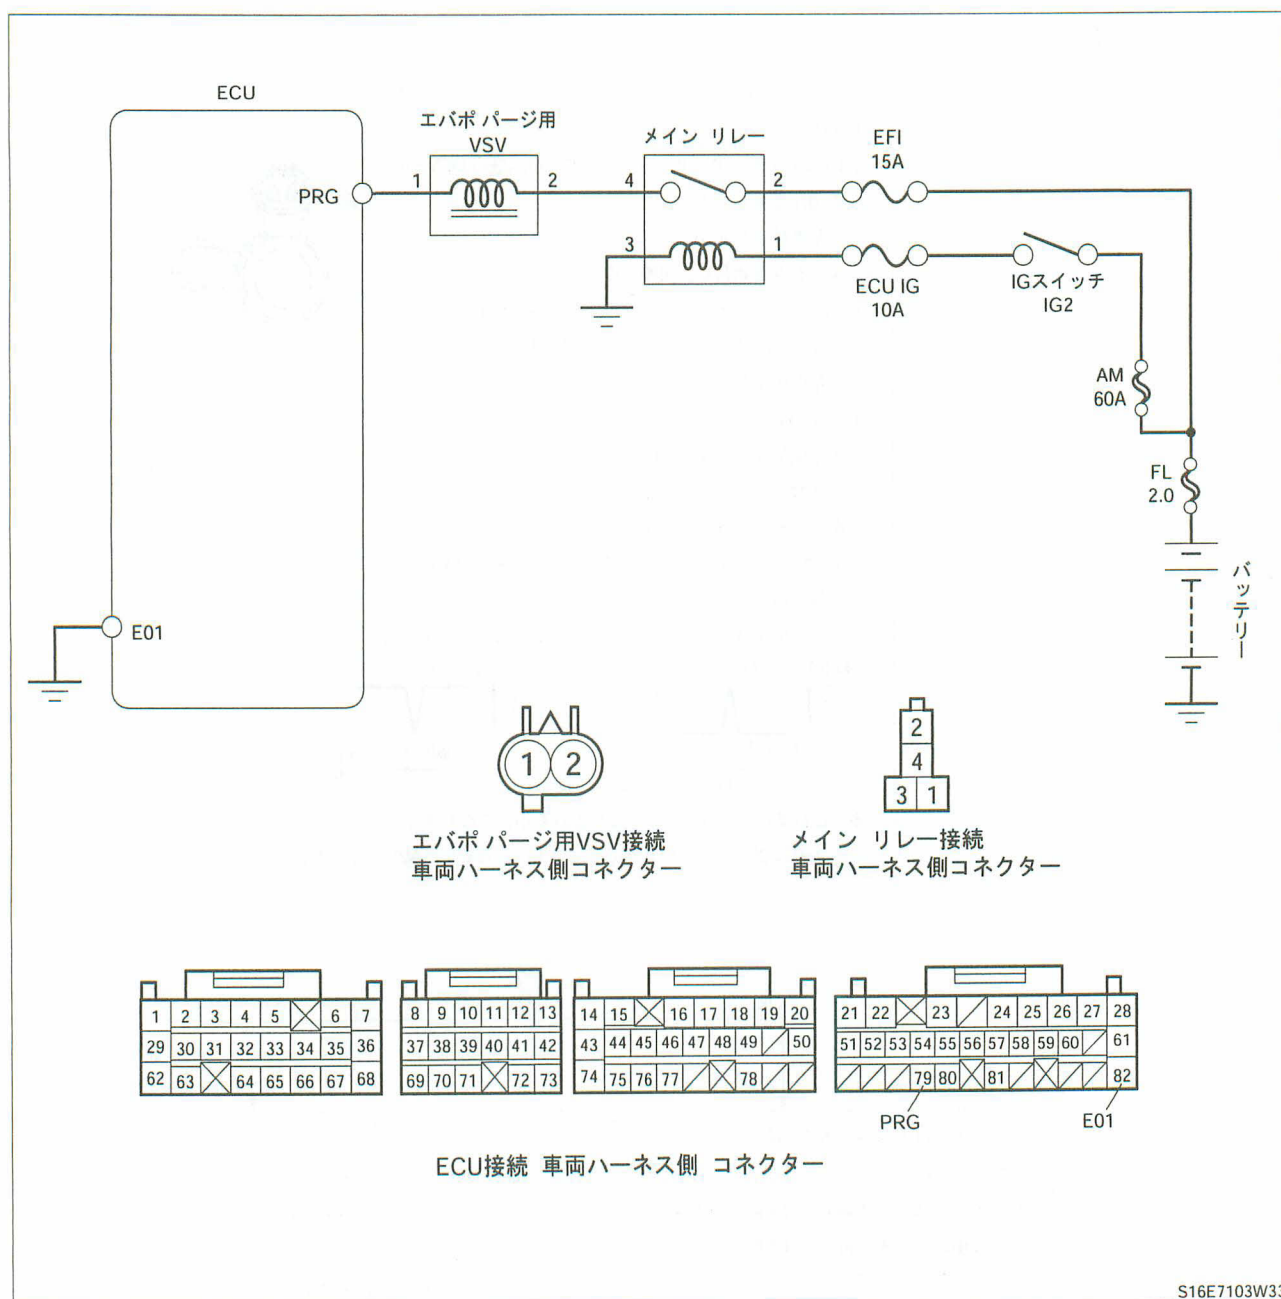 ECU
エバポ パージ用
VSV
メイン リレー
EFI
15A
PRG
1
2
4
2
3
1
ECU IG
10A
IGスイッチ
IG2
AM
60A
FL
2.0
バッテリー
E01
1 2
2
4
3 1
エバポ パージ用VSV接続
車両ハーネス側コネクター
メイン リレー接続
車両ハーネス側コネクター
1 2 3 4 5 6 7
29 30 31 32 33 34 35 36
62 63 64 65 66 67 68
8 9 10 11 12 13
37 38 39 40 41 42
69 70 71 72 73
14 15 16 17 18 19 20
43 44 45 46 47 48 49 50
74 75 76 77 78
21 22 23 24 25 26 27 28
51 52 53 54 55 56 57 58 59 60 61
79 80 81 82
PRG
E01
ECU接続 車両ハーネス側 コネクター
S16E7103W33